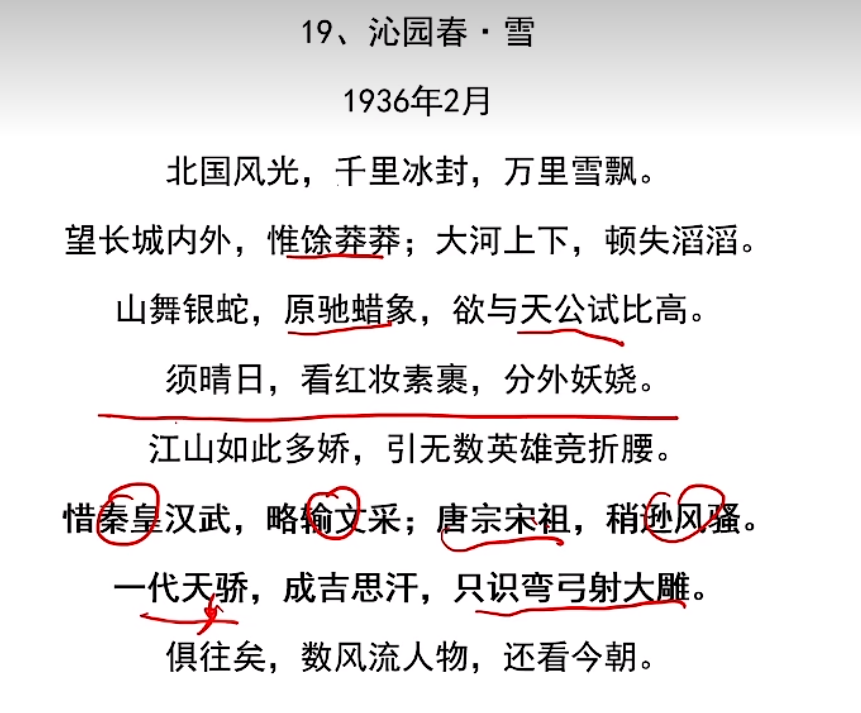 19、沁园春·雪
1936年2月
北国风光，千里冰封，万里雪飘。
望长城内外，惟馀莽莽；大河上下，顿失滔滔。
山舞银蛇，原驰蜡象，欲与天公试比高。
须晴日，看红妆素裹，分外妖娆。
江山如此多娇，引无数英雄竞折腰。
惜秦皇汉武，略输文采；唐宗宋祖，稍逊风骚。
一代天骄，成吉思汗，只识弯弓射大雕。
俱往矣，数风流人物，还看今朝。